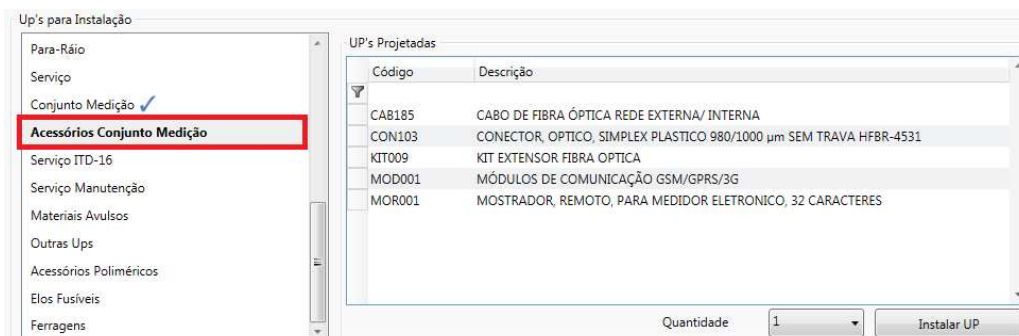 Up's para Instalação
Para-Ráio
Serviço
Conjunto Medição
Acessórios Conjunto Medição
Serviço ITD-16
Serviço Manutenção
Materiais Avulsos
Outras Ups
Acessórios Poliméricos
Elos Fusíveis
Ferragens
UP's Projetadas
Código Descrição
CAB185 CABO DE FIBRA ÓPTICA REDE EXTERNA/ INTERNA
CON103 CONECTOR, OPTICO, SIMPLEX PLASTICO 980/1000 µm SEM TRAVA HFBR-4531
KIT009 KIT EXTENSOR FIBRA OPTICA
MOD001 MÓDULOS DE COMUNICAÇÃO GSM/GPRS/3G
MOR001 MOSTRADOR, REMOTO, PARA MEDIDOR ELETRONICO, 32 CARACTERES
Quantidade 1 Instalar UP